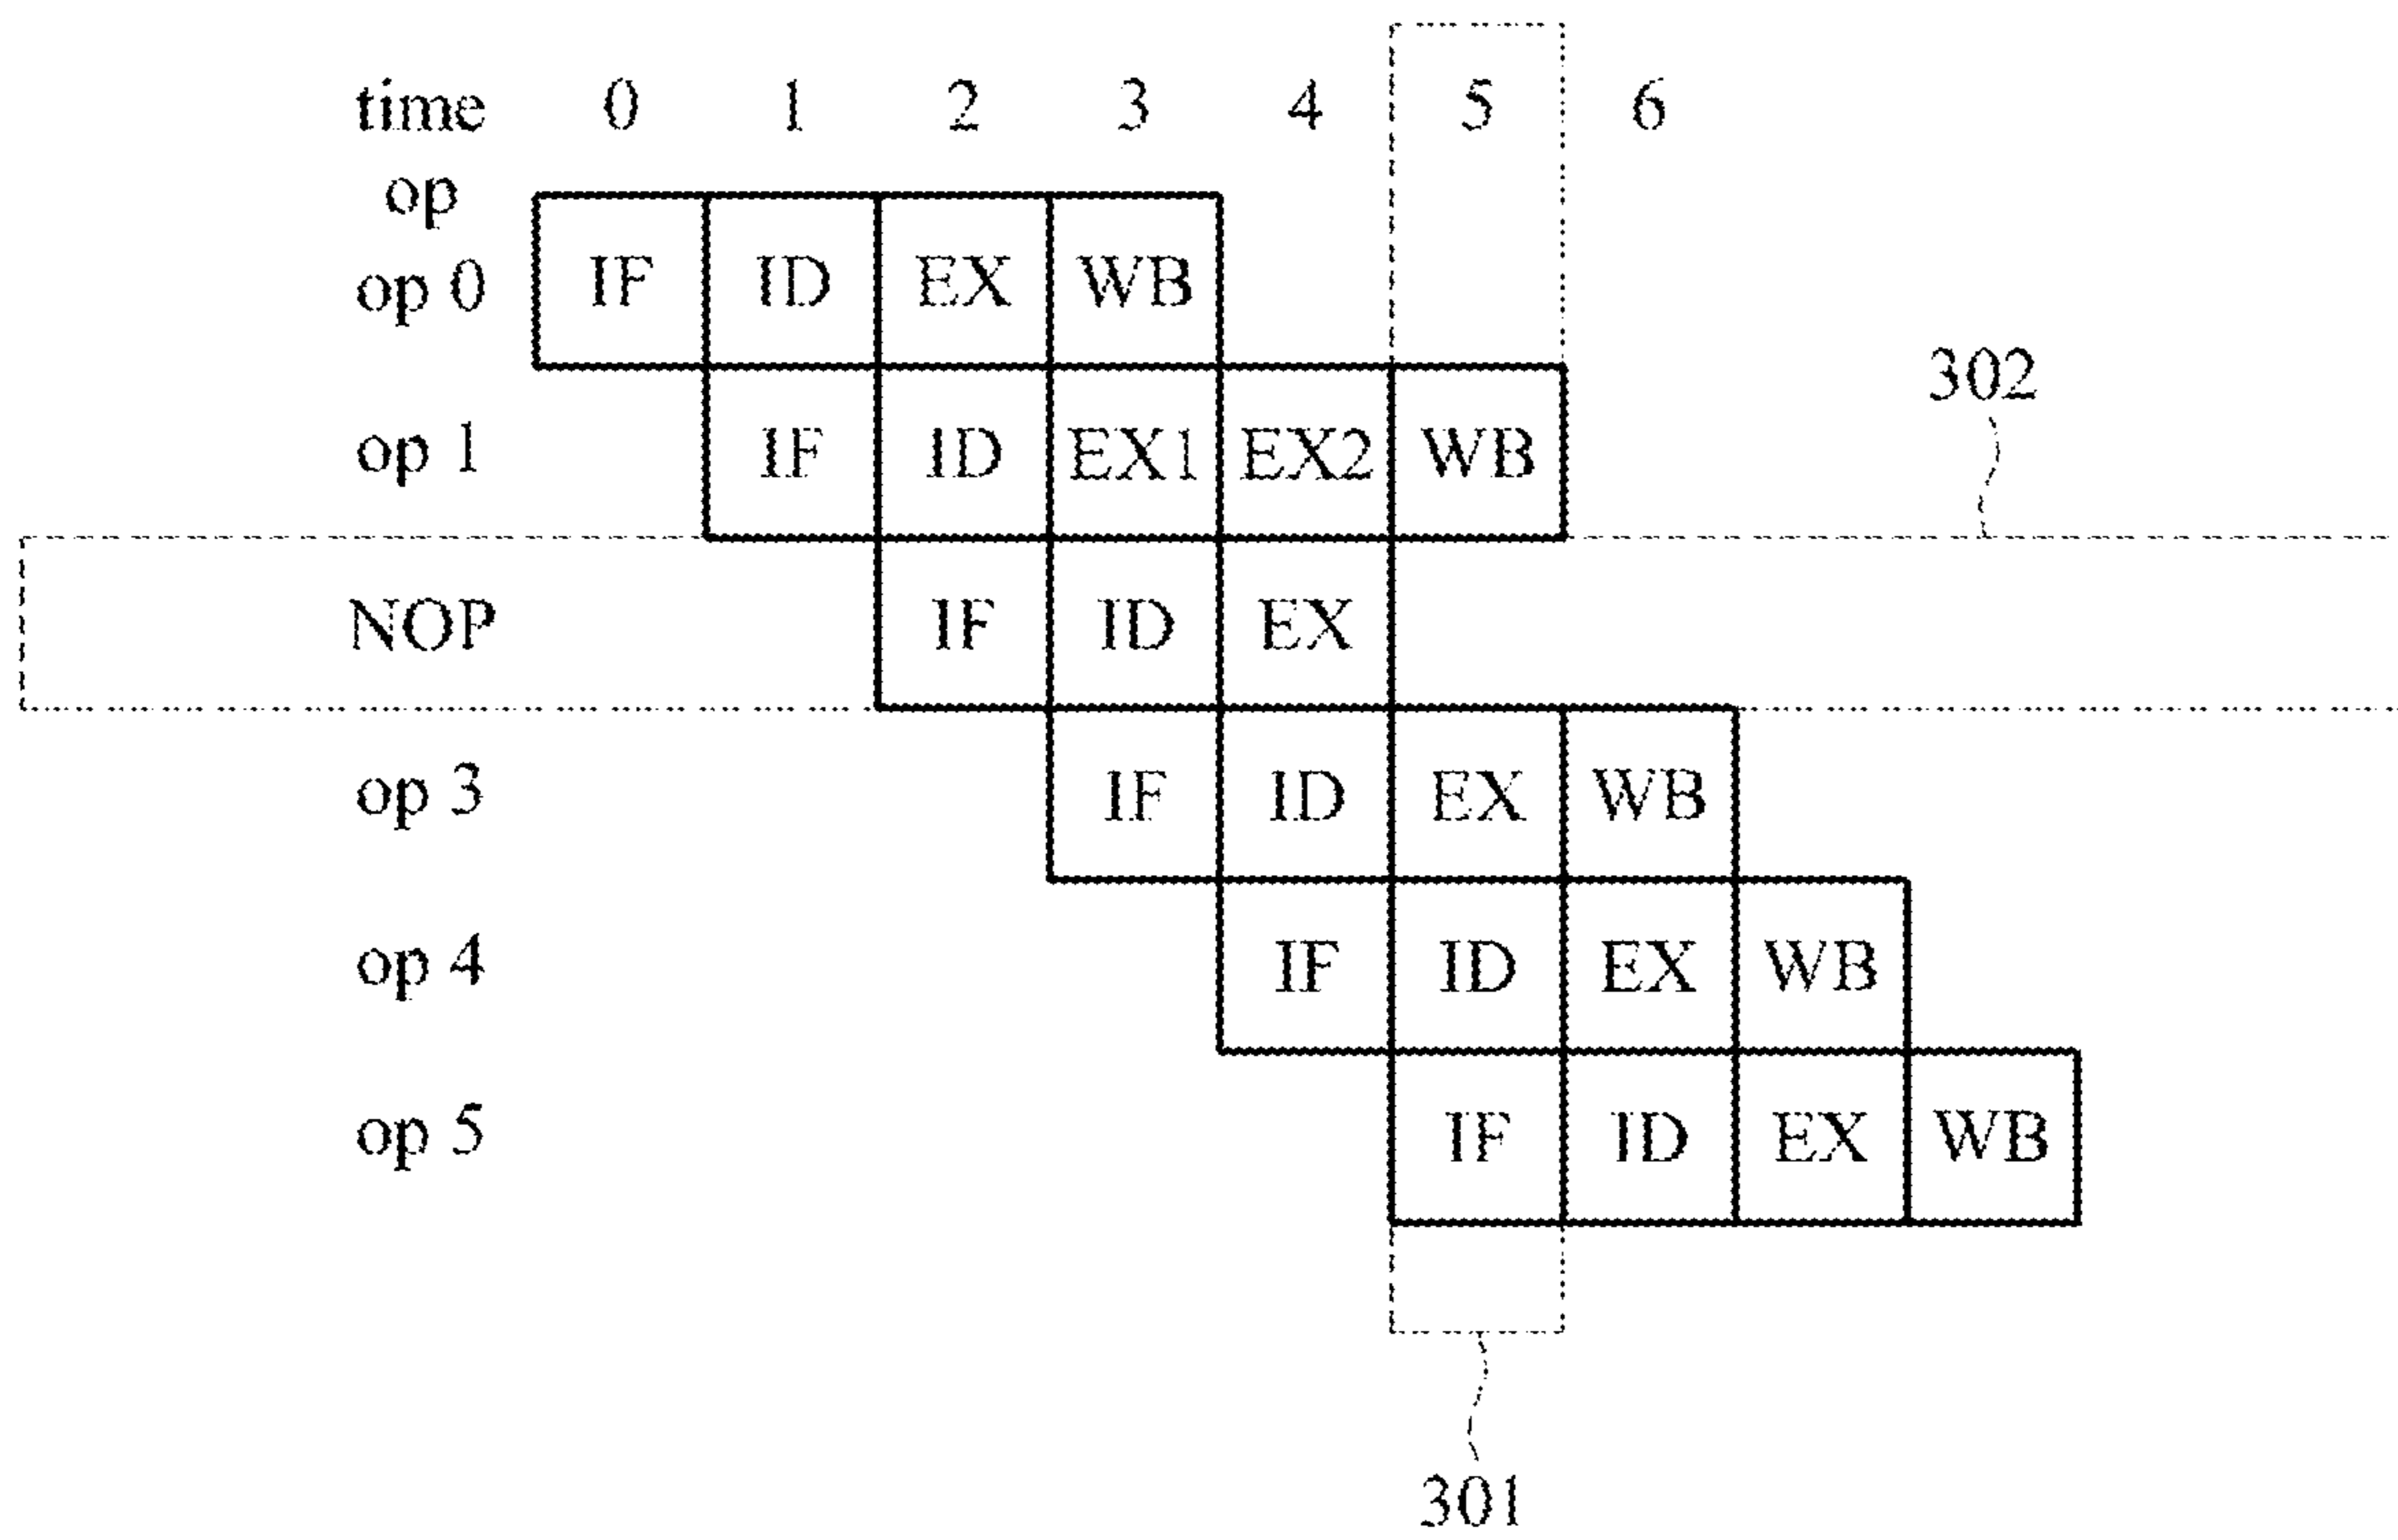 time 0 1 2 3 4 5 6
op
op 0 IF ID EX WB
302
op 1 IF ID EX1 EX2 WB
NOP IF ID EX
op 3 IF ID EX WB
op 4 IF ID EX WB
op 5 IF ID EX WB
301